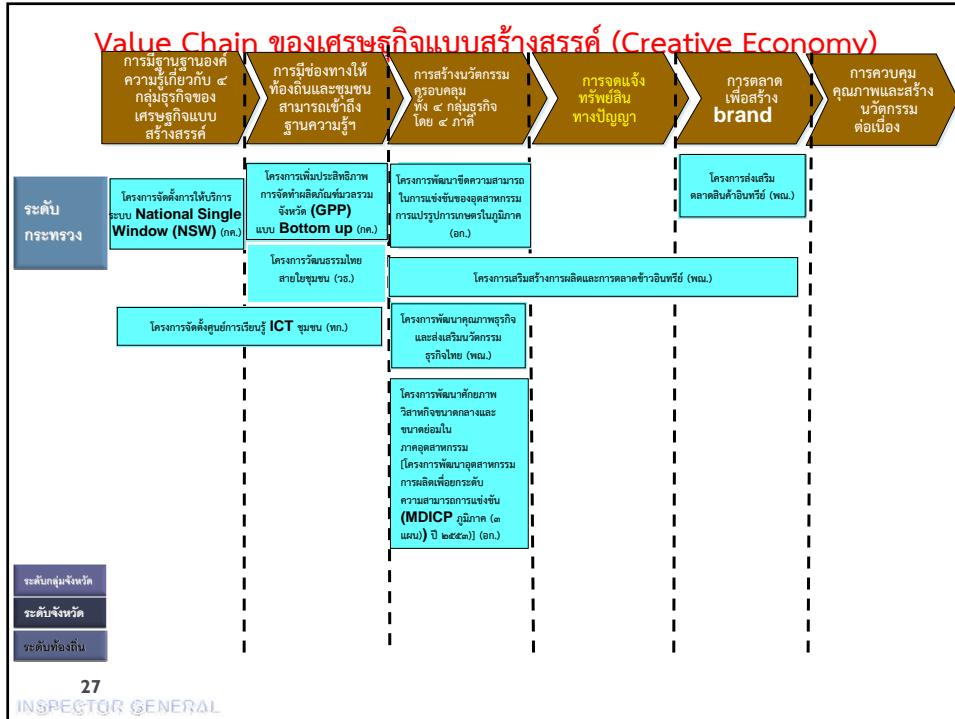 Value Chain ของเศรษฐกิจแบบสร้างสรรค์ (Creative Economy)
การมีฐานฐานองค์
ความรู้เกี่ยวกับ ๔
กลุ่มธุรกิจของ
เศรษฐกิจแบบ
สร้างสรรค์
การมีช่องทางให้
ท้องถิ่นและชุมชน
สามารถเข้าถึง
ฐานความรู้ฯ
การสร้างนวัตกรรม
ครอบคลุม
ทั้ง ๔ กลุ่มธุรกิจ
โดย ๔ ภาคี
การจดแจ้ง
ทรัพย์สิน
ทางปัญญา
การตลาด
เพื่อสร้าง
brand
การควบคุม
คุณภาพและสร้าง
นวัตกรรม
ต่อเนื่อง
ระดับ
กระทรวง
โครงการจัดตั้งการให้บริการ
ระบบ National Single
Window (NSW) (กค.)
โครงการเพิ่มประสิทธิภาพ
การจัดทำผลิตภัณฑ์มวลรวม
จังหวัด (GPP)
แบบ Bottom up (กค.)
โครงการพัฒนาขีดความสามารถ
ในการแข่งขันของอุตสาหกรรม
การแปรรูปการเกษตรในภูมิภาค
(อก.)
โครงการส่งเสริม
ตลาดสินค้าอินทรีย์ (พณ.)
โครงการวัฒนธรรมไทย
สายใยชุมชน (วธ.)
โครงการเสริมสร้างการผลิตและการตลาดข้าวอินทรีย์ (พณ.)
โครงการจัดตั้งศูนย์การเรียนรู้ ICT ชุมชน (ทก.)
โครงการพัฒนาคุณภาพธุรกิจ
และส่งเสริมนวัตกรรม
ธุรกิจไทย (พณ.)
โครงการพัฒนาศักยภาพ
วิสาหกิจขนาดกลางและ
ขนาดย่อมใน
ภาคอุตสาหกรรม
[โครงการพัฒนาอุตสาหกรรม
การผลิตเพื่อยกระดับ
ความสามารถการแข่งขัน
(MDICP ภูมิภาค (๓
แผน)) ปี ๒๕๕๓)] (อก.)
ระดับกลุ่มจังหวัด
ระดับจังหวัด
ระดับท้องถิ่น
27
INSPECTOR GENERAL